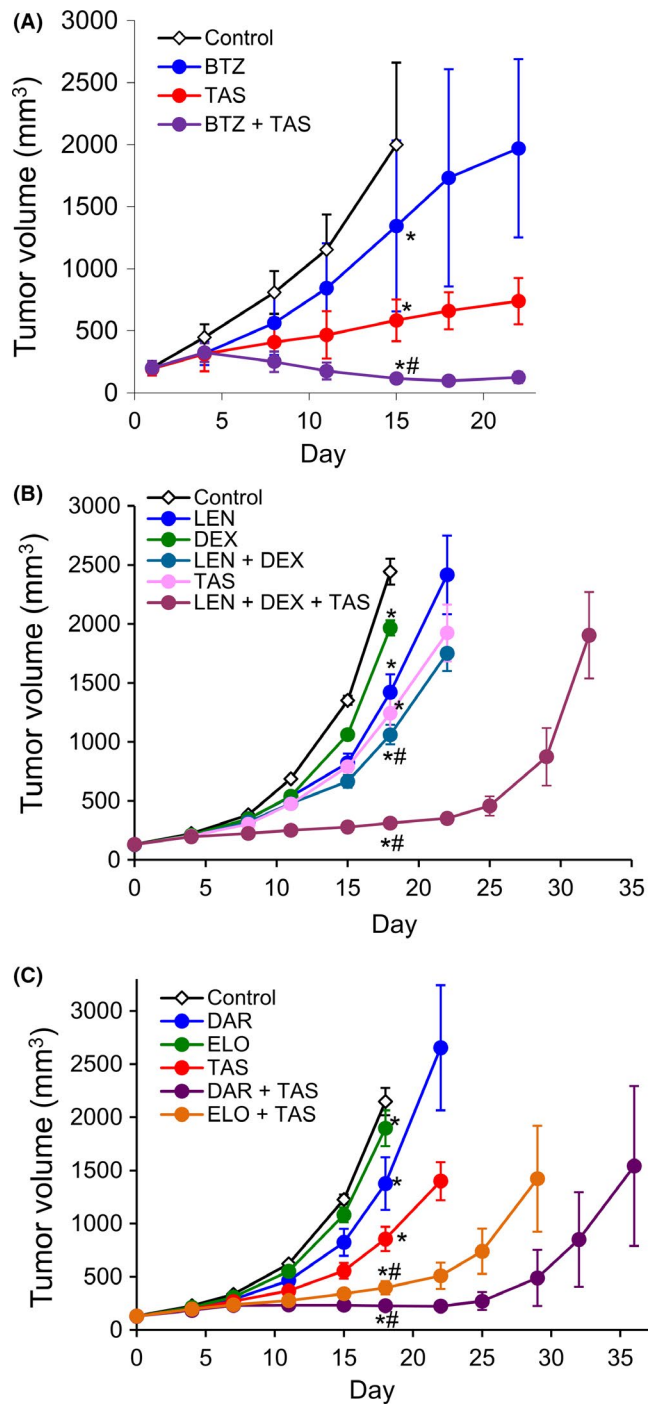 (A)
3000
2500
2000
1500
1000
500
0
Tumor volume (mm³)
Control
BTZ
TAS
BTZ + TAS
*
*
*#
0 5 10 15 20
Day
(B)
3000
2500
2000
1500
1000
500
0
Tumor volume (mm³)
Control
LEN
DEX
LEN + DEX
TAS
LEN + DEX + TAS
*
*
*
*#
*#
0 5 10 15 20 25 30 35
Day
(C)
3000
2500
2000
1500
1000
500
0
Tumor volume (mm³)
Control
DAR
ELO
TAS
DAR + TAS
ELO + TAS
*
*
*
*#
*#
0 5 10 15 20 25 30 35
Day